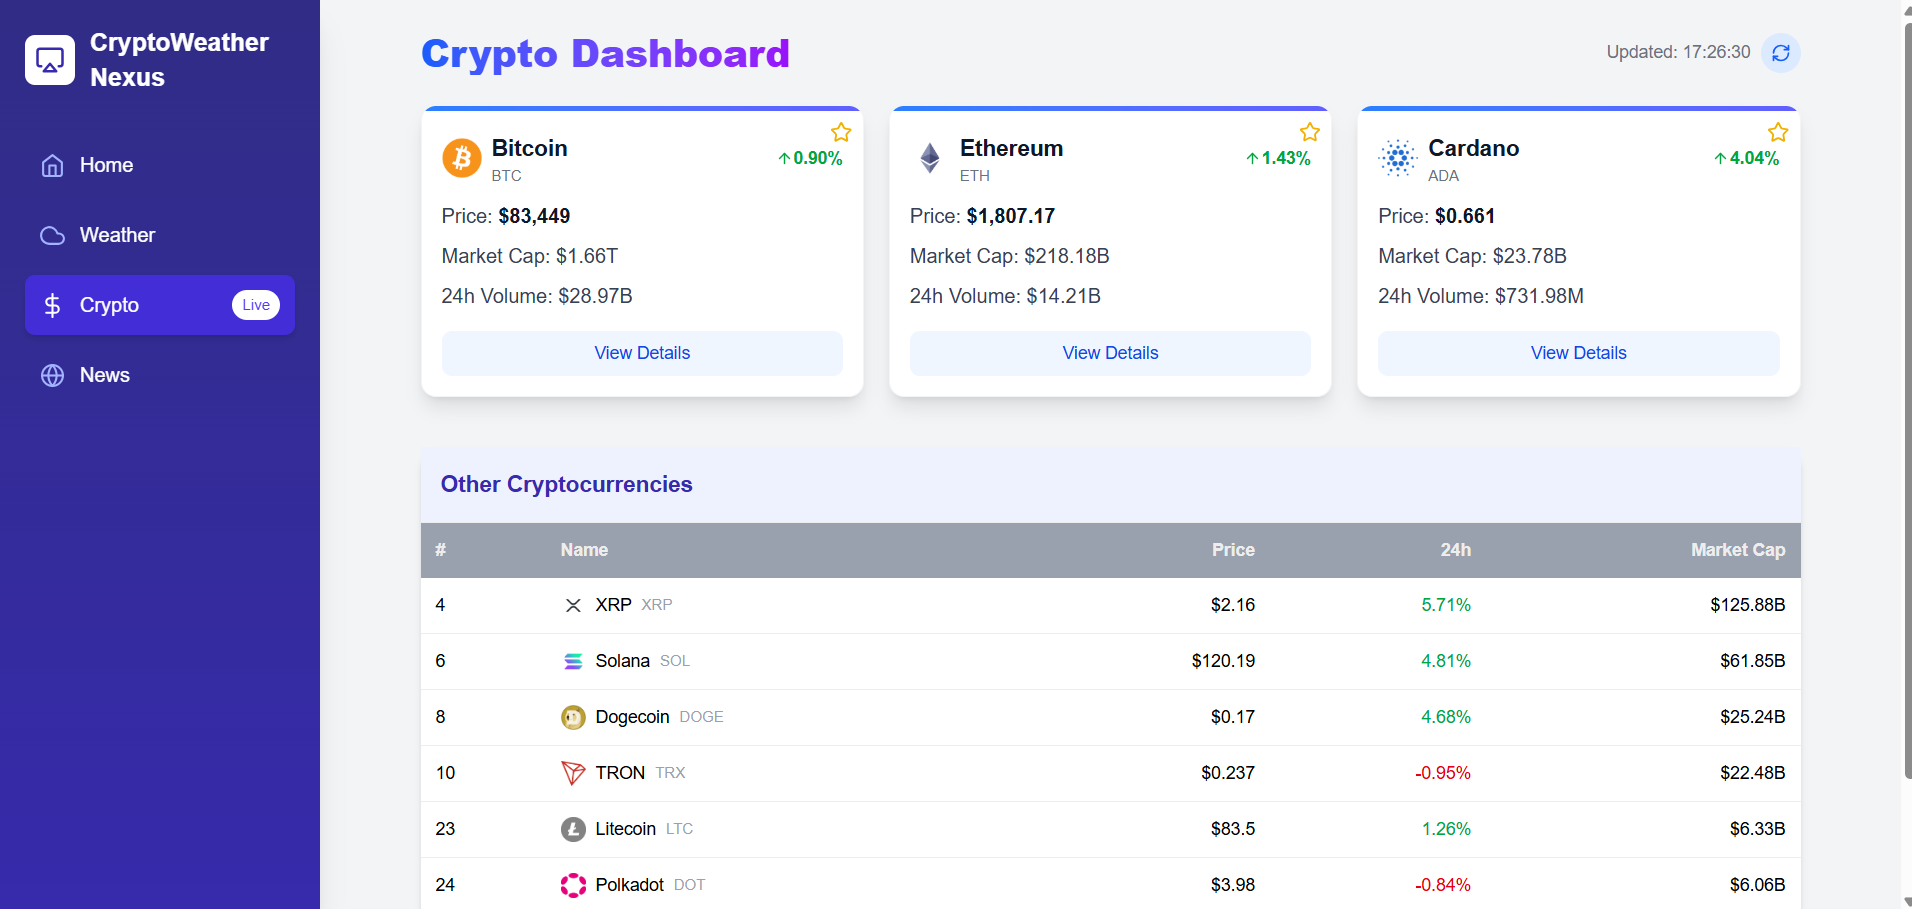 CryptoWeather
Nexus
Home
Weather
Crypto Live
News
Crypto Dashboard
Updated: 17:26:30
Bitcoin
BTC
0.90%
Price: $83,449
Market Cap: $1.66T
24h Volume: $28.97B
View Details
Ethereum
ETH
1.43%
Price: $1,807.17
Market Cap: $218.18B
24h Volume: $14.21B
View Details
Cardano
ADA
4.04%
Price: $0.661
Market Cap: $23.78B
24h Volume: $731.98M
View Details
Other Cryptocurrencies
# Name Price 24h Market Cap
4 XRP XRP $2.16 5.71% $125.88B
6 Solana SOL $120.19 4.81% $61.85B
8 Dogecoin DOGE $0.17 4.68% $25.24B
10 TRON TRX $0.237 -0.95% $22.48B
23 Litecoin LTC $83.5 1.26% $6.33B
24 Polkadot DOT $3.98 -0.84% $6.06B